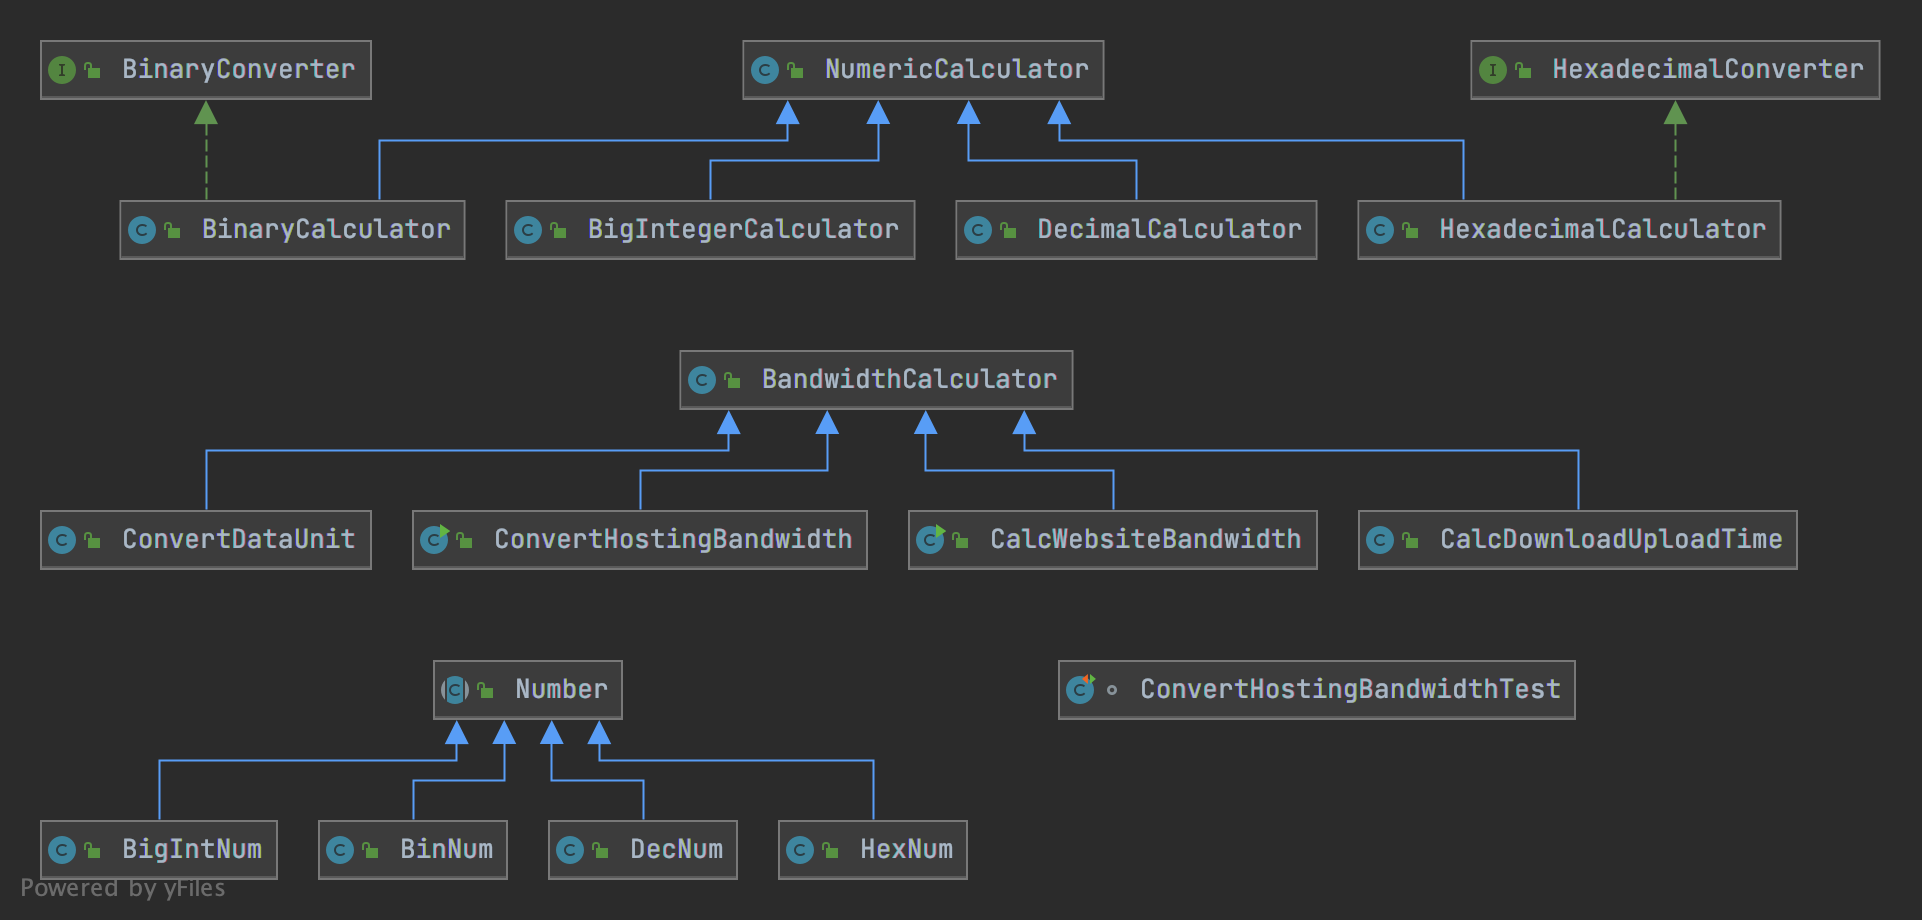 BinaryConverter
NumericCalculator
HexadecimalConverter
BinaryCalculator
BigIntegerCalculator
DecimalCalculator
HexadecimalCalculator
BandwidthCalculator
ConvertDataUnit
ConvertHostingBandwidth
CalcWebsiteBandwidth
CalcDownloadUploadTime
Number
ConvertHostingBandwidthTest
BigIntNum
BinNum
DecNum
HexNum
Powered by yFiles